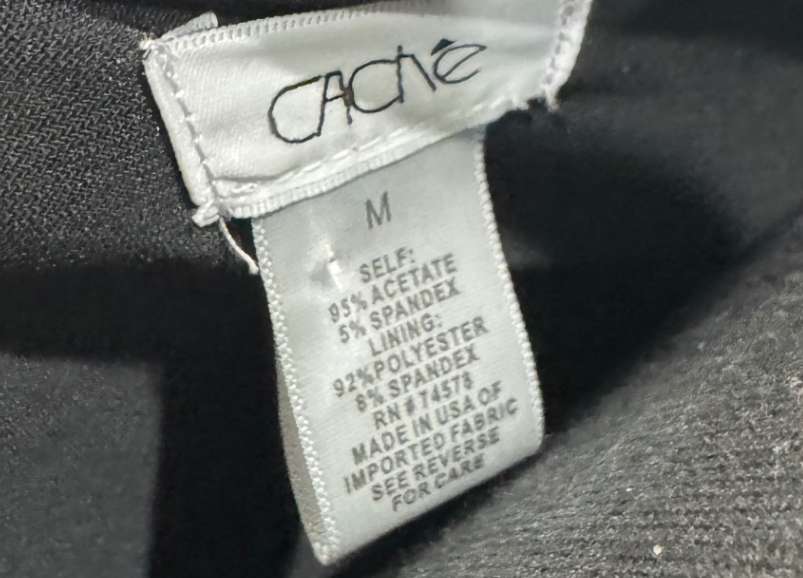 CACHÉ
M
SELF:
95% ACETATE
5% SPANDEX
LINING:
92%POLYESTER
8% SPANDEX
RN # 74578
MADE IN USA OF
IMPORTED FABRIC
SEE REVERSE
FOR CARE